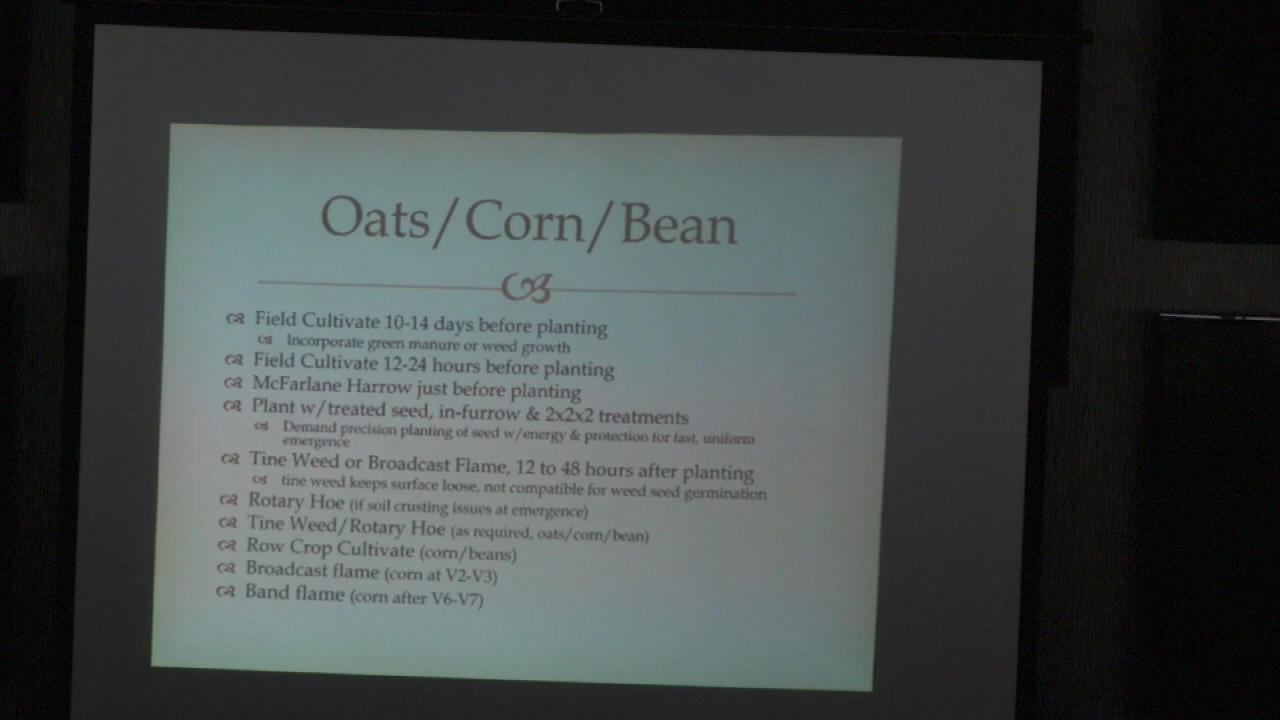 Oats/Corn/Bean
Field Cultivate 10-14 days before planting
Incorporate green manure or weed growth
Field Cultivate 12-24 hours before planting
McFarlane Harrow just before planting
Plant w/treated seed, in-furrow & 2x2x2 treatments
Demand precision planting of seed w/energy & protection for fast, uniform
emergence
Tine Weed or Broadcast Flame, 12 to 48 hours after planting
tine weed keeps surface loose, not compatible for weed seed germination
Rotary Hoe (if soil crusting issues at emergence)
Tine Weed/Rotary Hoe (as required, oats/corn/bean)
Row Crop Cultivate (corn/beans)
Broadcast flame (corn at V2-V3)
Band flame (corn after V6-V7)